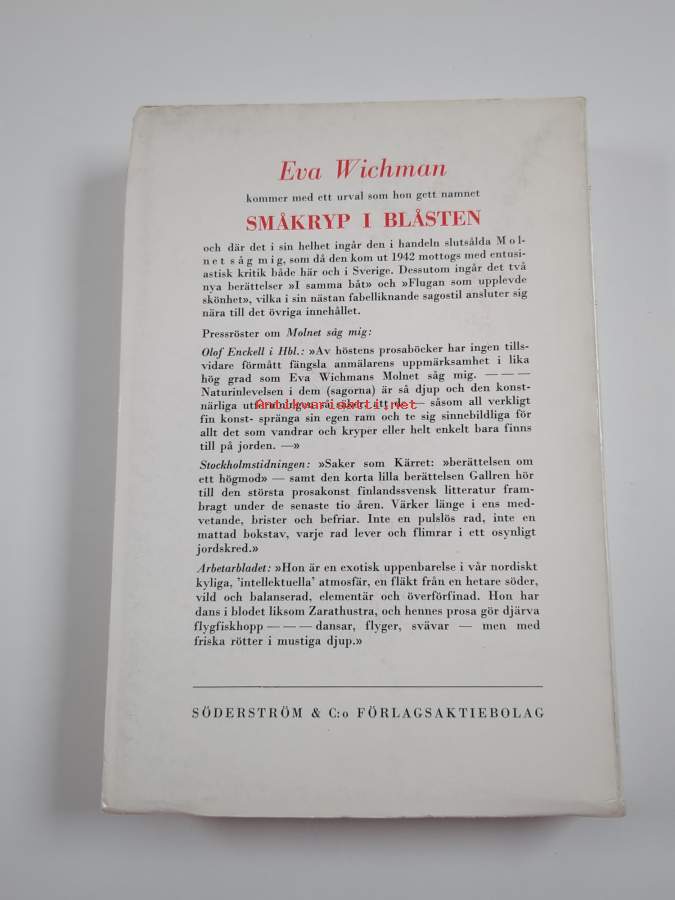 Eva Wichman
kommer med ett urval som hon gett namnet
SMÅKRYP I BLÅSTEN
och där det i sin helhet ingår den i handeln slutsålda Mol-
net såg mig, som då den kom ut 1942 mottogs med entusi-
astisk kritik både här och i Sverige. Dessutom ingår det två
nya berättelser »I samma båt» och »Flugan som upplevde
skönhet», vilka i sin nästan fabelliknande sagostil ansluter sig
nära till det övriga innehållet.
Pressröster om Molnet såg mig:
Olof Enckell i Hbl.: »Av höstens prosaböcker har ingen tills-
vidare förmått fängsla anmälarens uppmärksamhet i lika
hög grad som Eva Wichmans Molnet såg mig. — — —
Naturinlevelsen i dem (sagorna) är så djup och den konst-
närliga utformningen så säker att de — såsom all verkligt
Antikvariaatti.net
fin konst- spränga sin egen ram och te sig sinnebildliga för
allt det som vandrar och kryper eller helt enkelt bara finns
till på jorden. —»
Stockholmstidningen: »Saker som Kärret: »berättelsen om
ett högmod» — samt den korta lilla berättelsen Gallren hör
till den största prosakonst finlandssvensk litteratur fram-
bragt under de senaste tio åren. Värker länge i ens med-
vetande, brister och befriar. Inte en pulslös rad, inte en
mattad bokstav, varje rad lever och flimrar i ett osynligt
jordskred.»
Arbetarbladet: »Hon är en exotisk uppenbarelse i vår nordiskt
kyliga, 'intellektuella' atmosfär, en fläkt från en hetare söder,
vild och balanserad, elementär och överförfinad. Hon har
dans i blodet liksom Zarathustra, och hennes prosa gör djärva
flygfiskhopp — — — dansar, flyger, svävar — men med
friska rötter i mustiga djup.»
SÖDERSTRÖM & C:o FÖRLAGSAKTIEBOLAG